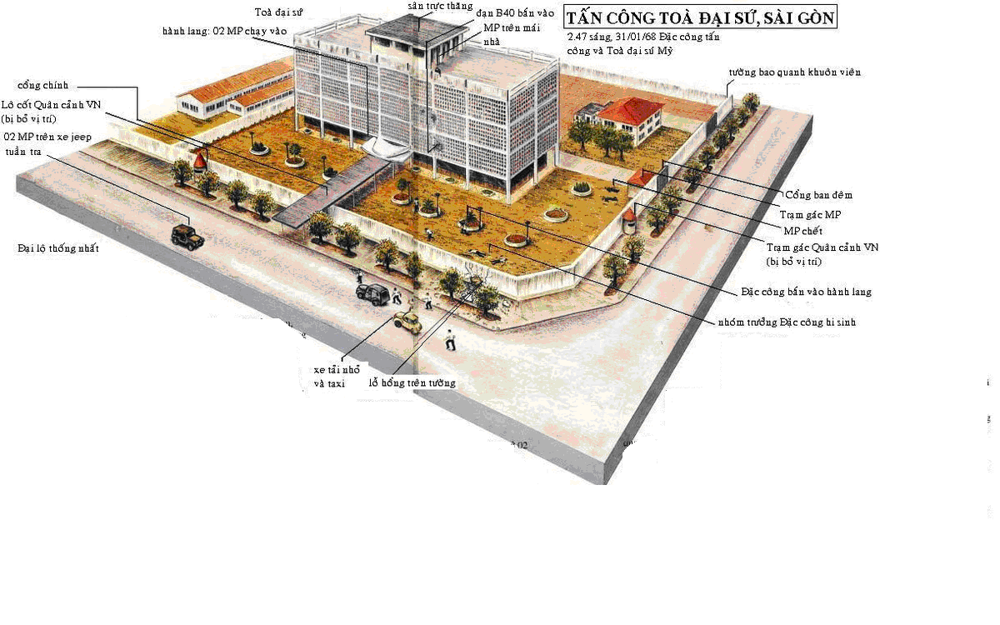 TẤN CÔNG TOÀ ĐẠI SỨ, SÀI GÒN
2.47 sáng, 31/01/68 Đặc công tấn
công và Toà đại sứ Mỹ
sân trực thăng
Toà đại sứ
đạn B40 bắn vào
MP trên mái
nhà
hành lang: 02 MP chạy vào
tường bao quanh khuôn viên
cổng chính
Lô cốt Quân cảnh VN
(bị bỏ vị trí)
02 MP trên xe jeep
tuần tra
Cổng ban đêm
Trạm gác MP
MP chết
Trạm gác Quân cảnh VN
(bị bỏ vị trí)
Đại lộ thống nhất
Đặc công bắn vào hành lang
nhóm trưởng Đặc công hi sinh
xe tải nhỏ
và taxi
lỗ hổng trên tường
02